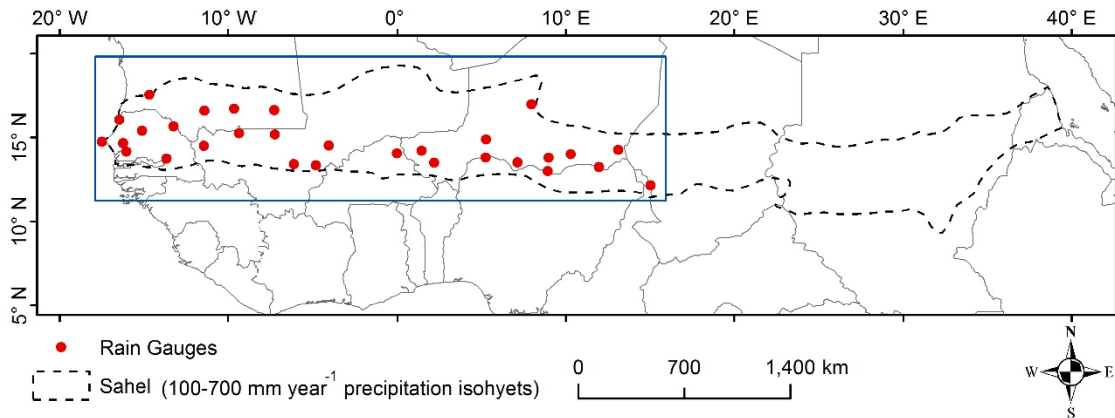 20° W 10° W 0° 10° E 20° E 30° E 40° E
15° N
10° N
5° N
Rain Gauges
Sahel (100-700 mm year⁻¹ precipitation isohyets)
0 700 1,400 km
N
W E
S